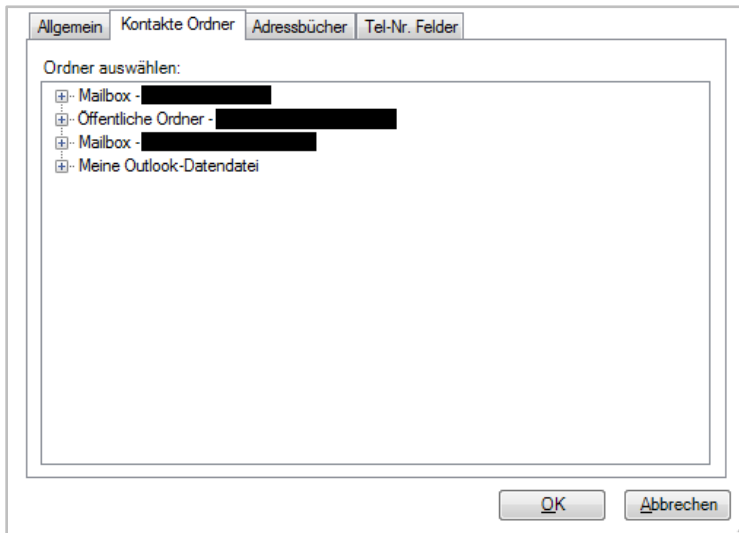 Allgemein Kontakte Ordner Adressbücher Tel-Nr. Felder
Ordner auswählen:
Mailbox -
Öffentliche Ordner -
Mailbox -
Meine Outlook-Datendatei
OK Abbrechen